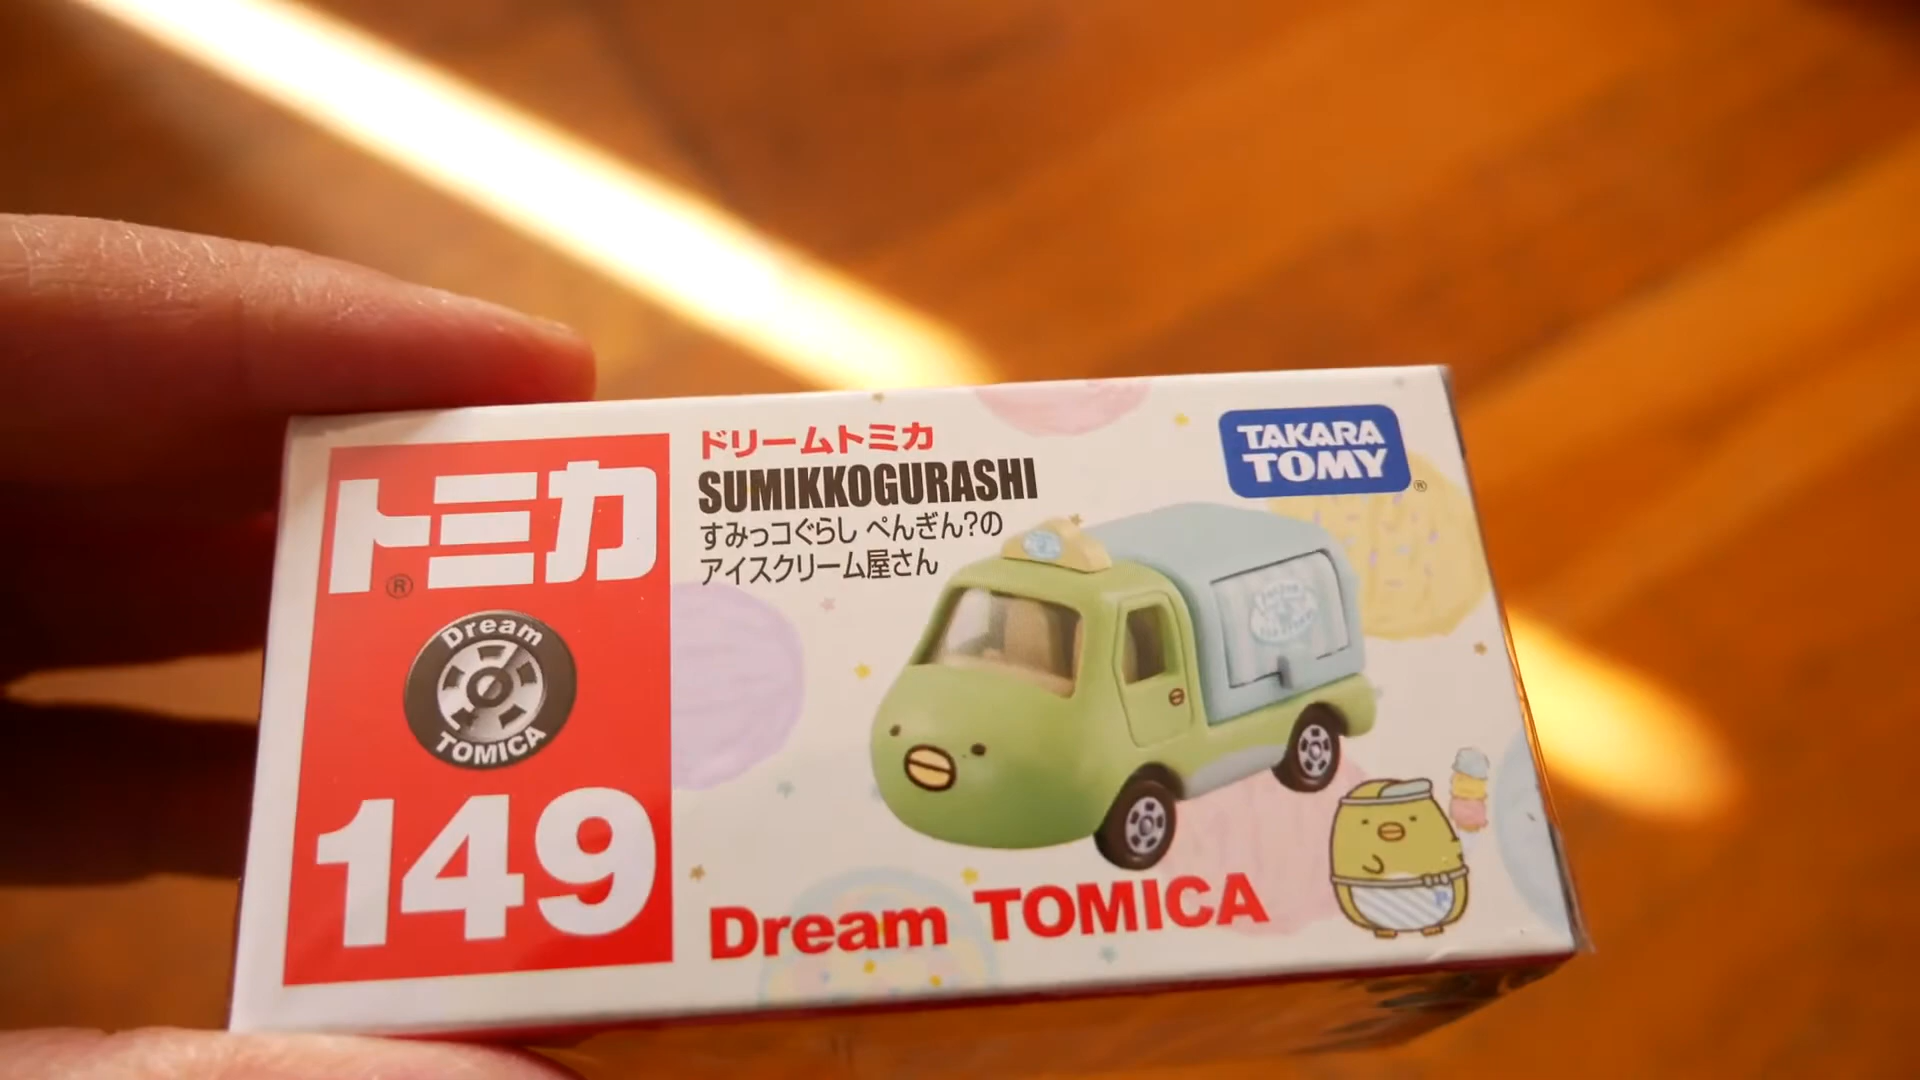 トミカ
®
Dream
TOMICA
149
ドリームトミカ
SUMIKKOGURASHI
すみっコぐらし ぺんぎん?の
アイスクリーム屋さん
TAKARA
TOMY
®
Dream TOMICA